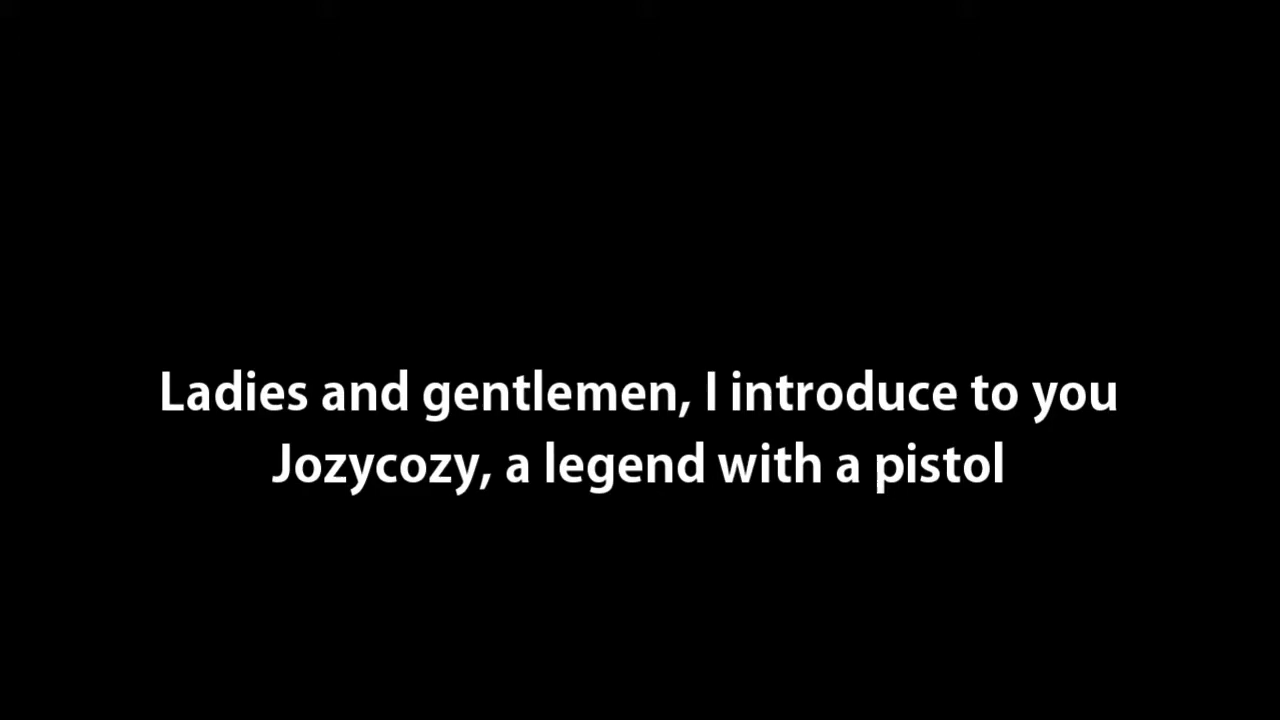 Ladies and gentlemen, I introduce to you
Jozycozy, a legend with a pistol